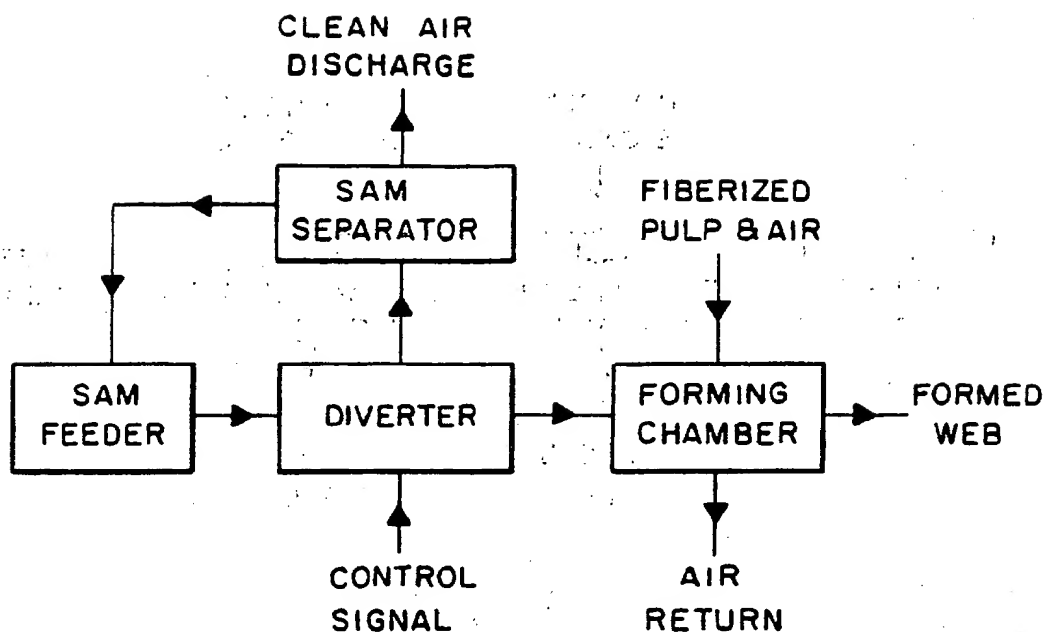 CLEAN AIR
DISCHARGE
SAM
SEPARATOR
FIBERIZED
PULP & AIR
SAM
FEEDER
DIVERTER
FORMING
CHAMBER
FORMED
WEB
CONTROL
SIGNAL
AIR
RETURN